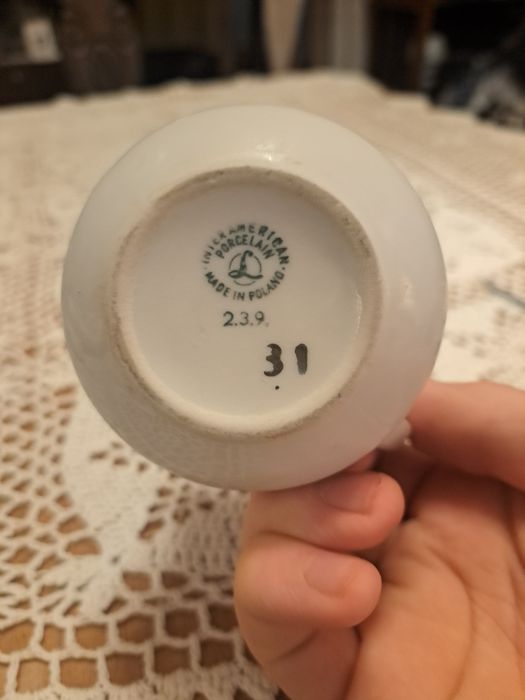 INTERAMERICAN
PORCELAIN
L
MADE IN POLAND.
2.3.9.
31